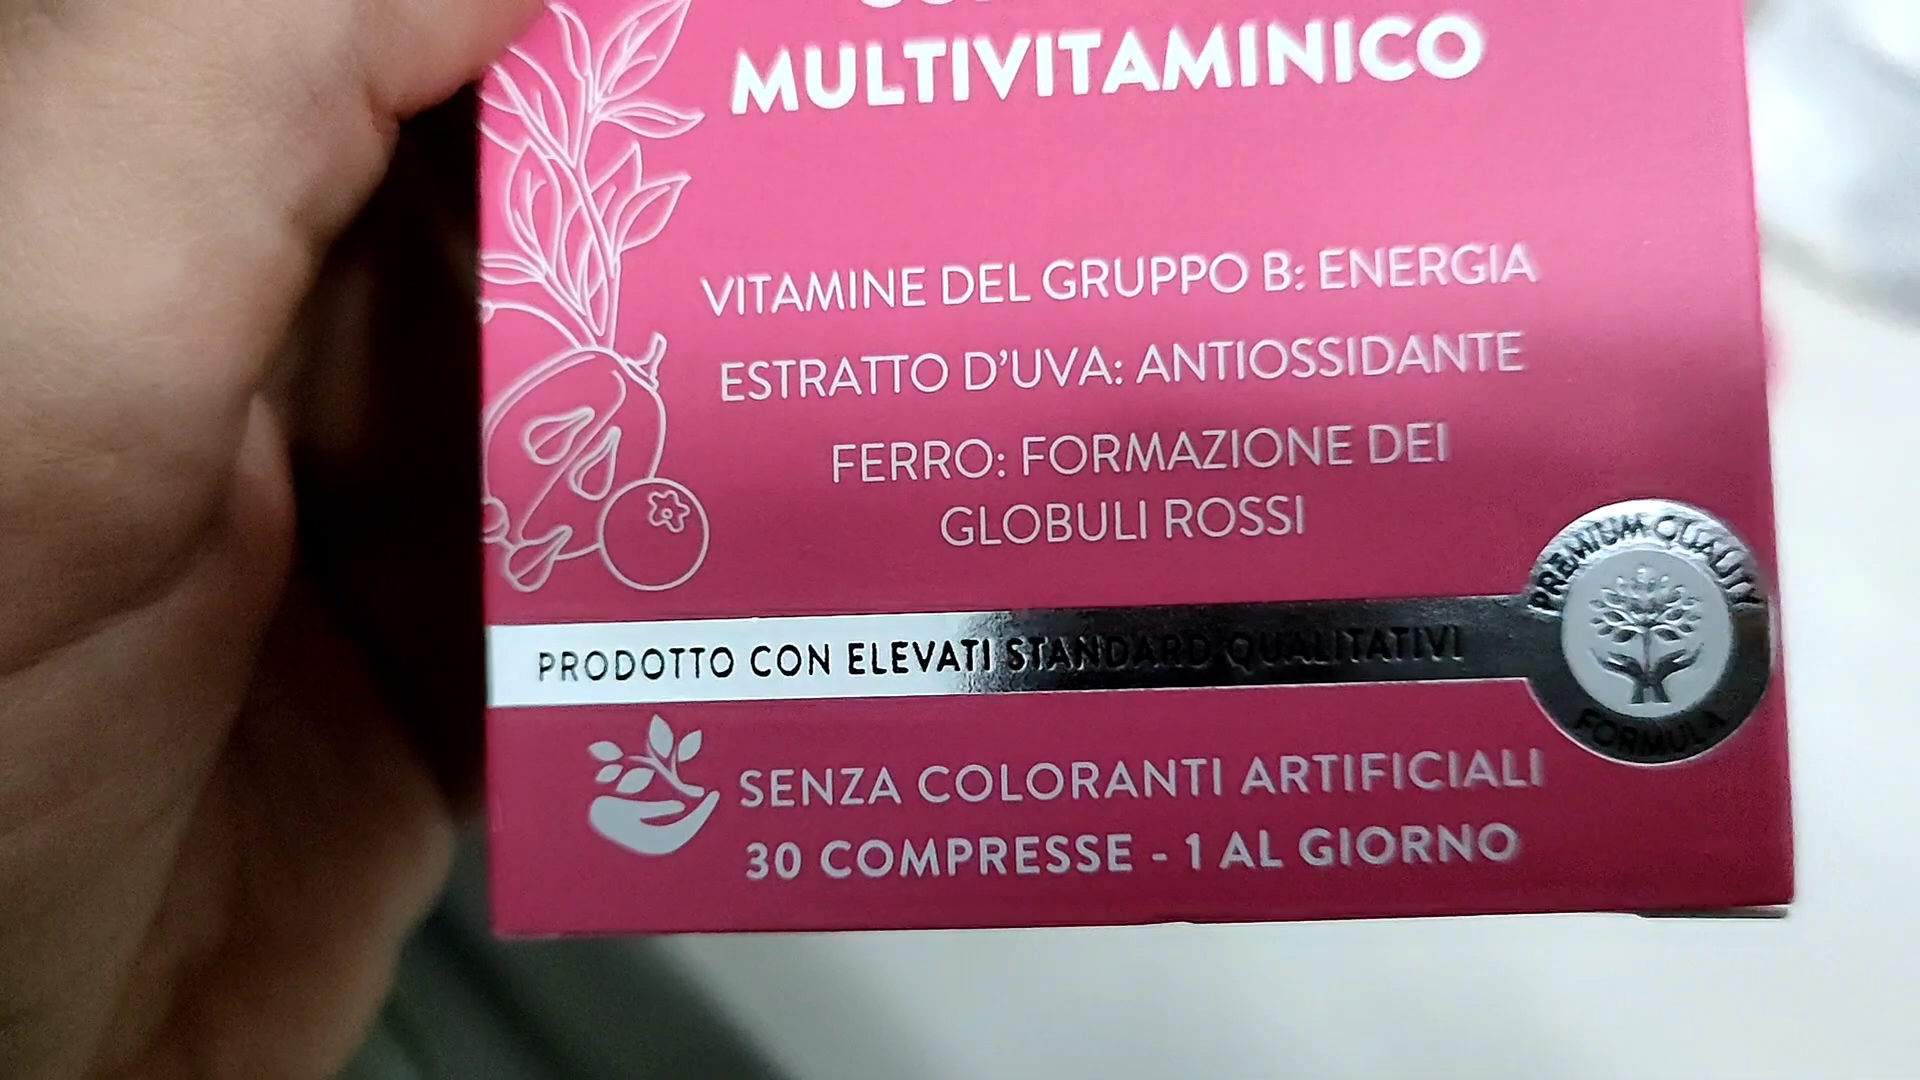 MULTIVITAMINICO
VITAMINE DEL GRUPPO B: ENERGIA
ESTRATTO D'UVA: ANTIOSSIDANTE
FERRO: FORMAZIONE DEI
GLOBULI ROSSI
PREMIUM QUALITY
FORMULA
PRODOTTO CON ELEVATI STANDARD QUALITATIVI
SENZA COLORANTI ARTIFICIALI
30 COMPRESSE - 1 AL GIORNO